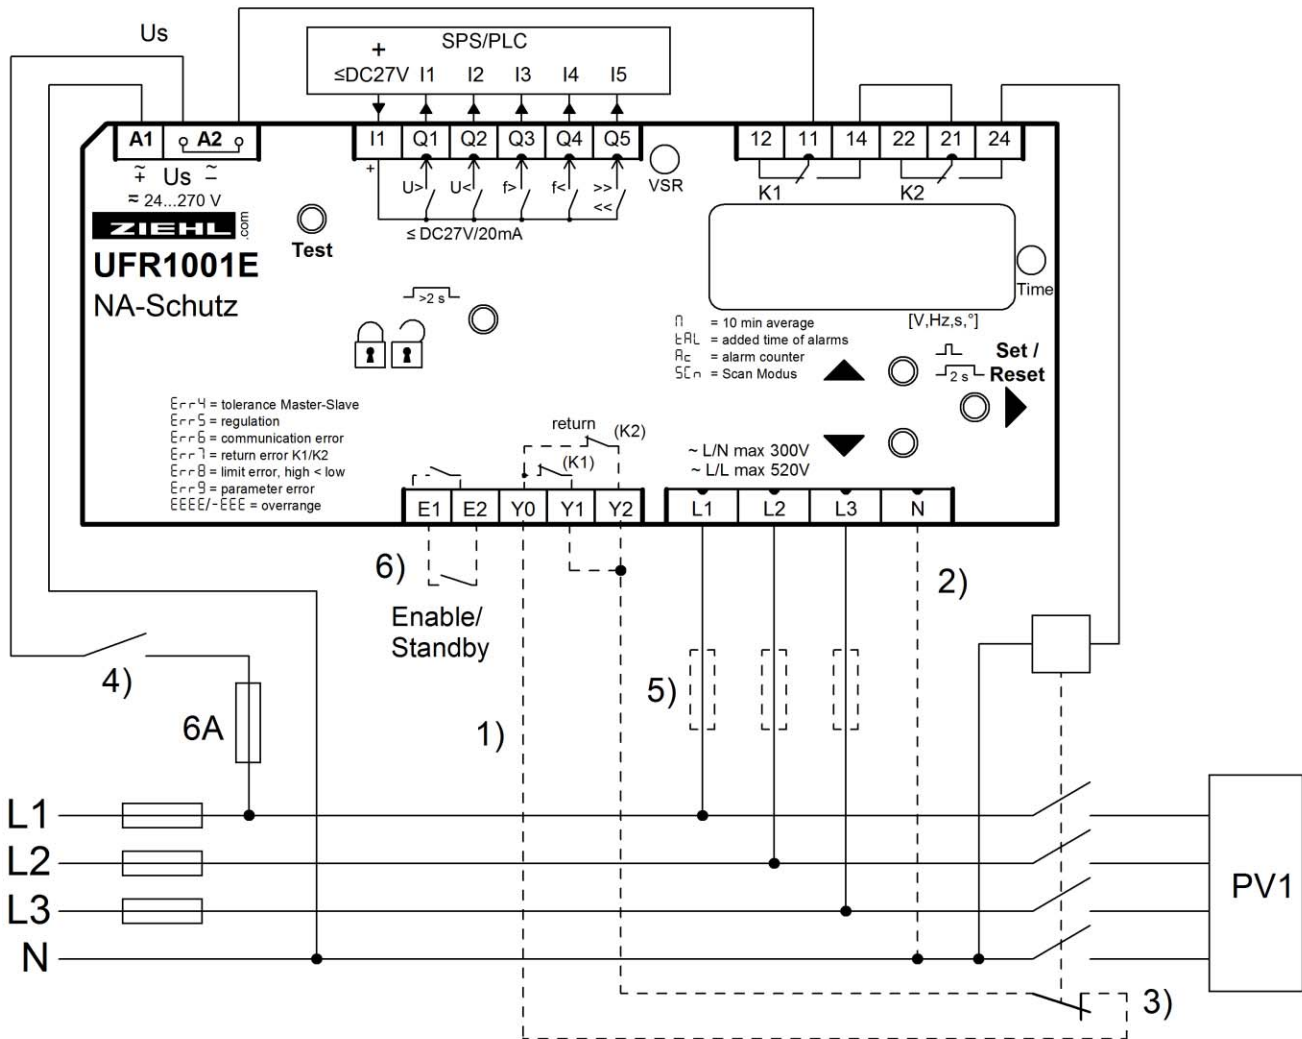 Us
SPS/PLC
+
≤DC27V I1 I2 I3 I4 I5
A1 A2
I1 Q1 Q2 Q3 Q4 Q5
12 11 14 22 21 24
~ + Us ~ −
≂ 24...270 V
+
U> U< f> f< >> <<
VSR
K1 K2
≤ DC27V/20mA
ZIEHL .com
Test
UFR1001E
NA-Schutz
>2 s
Time
[V,Hz,s,°]
= 10 min average
tAL = added time of alarms
Ac = alarm counter
SCn = Scan Modus
2 s
Set / Reset
Err4 = tolerance Master-Slave
Err5 = regulation
Err6 = communication error
Err7 = return error K1/K2
Err8 = limit error, high < low
Err9 = parameter error
EEEE/-EEE = overrange
return (K2)
(K1)
~ L/N max 300V
~ L/L max 520V
E1 E2 Y0 Y1 Y2
L1 L2 L3 N
6)
Enable/
Standby
2)
4)
5)
6A
1)
L1
L2
L3
N
PV1
3)